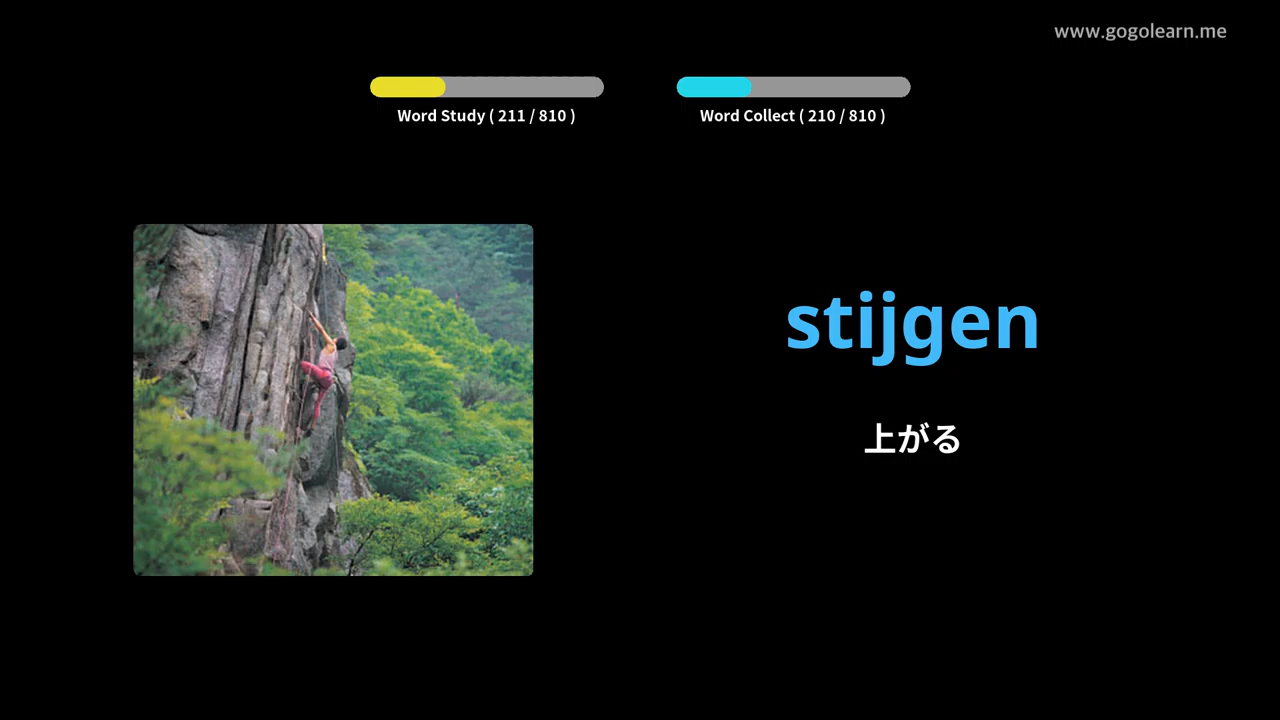 www.gogolearn.me
Word Study ( 211 / 810 )
Word Collect ( 210 / 810 )
stijgen
上がる